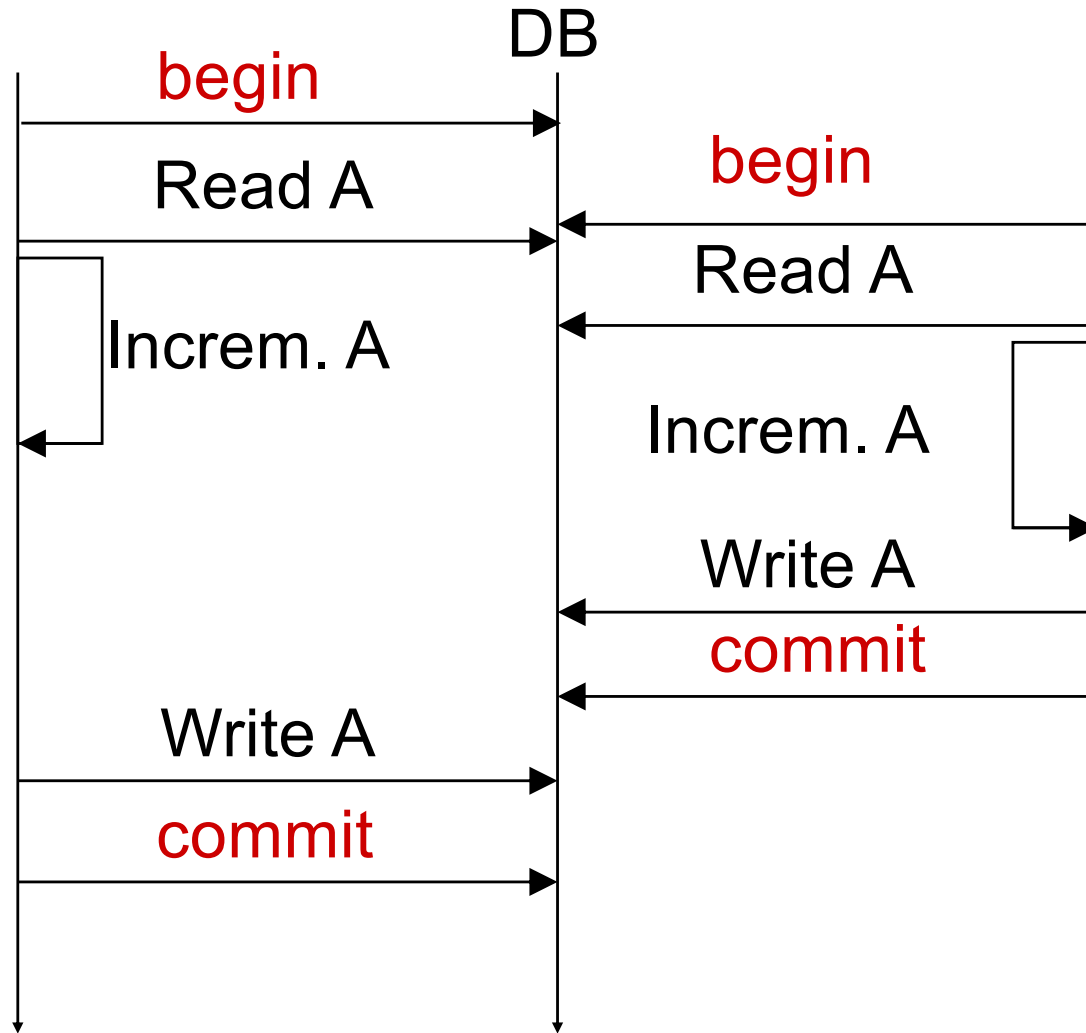 DB
begin
begin
Read A
Read A
Increm. A
Increm. A
Write A
commit
Write A
commit